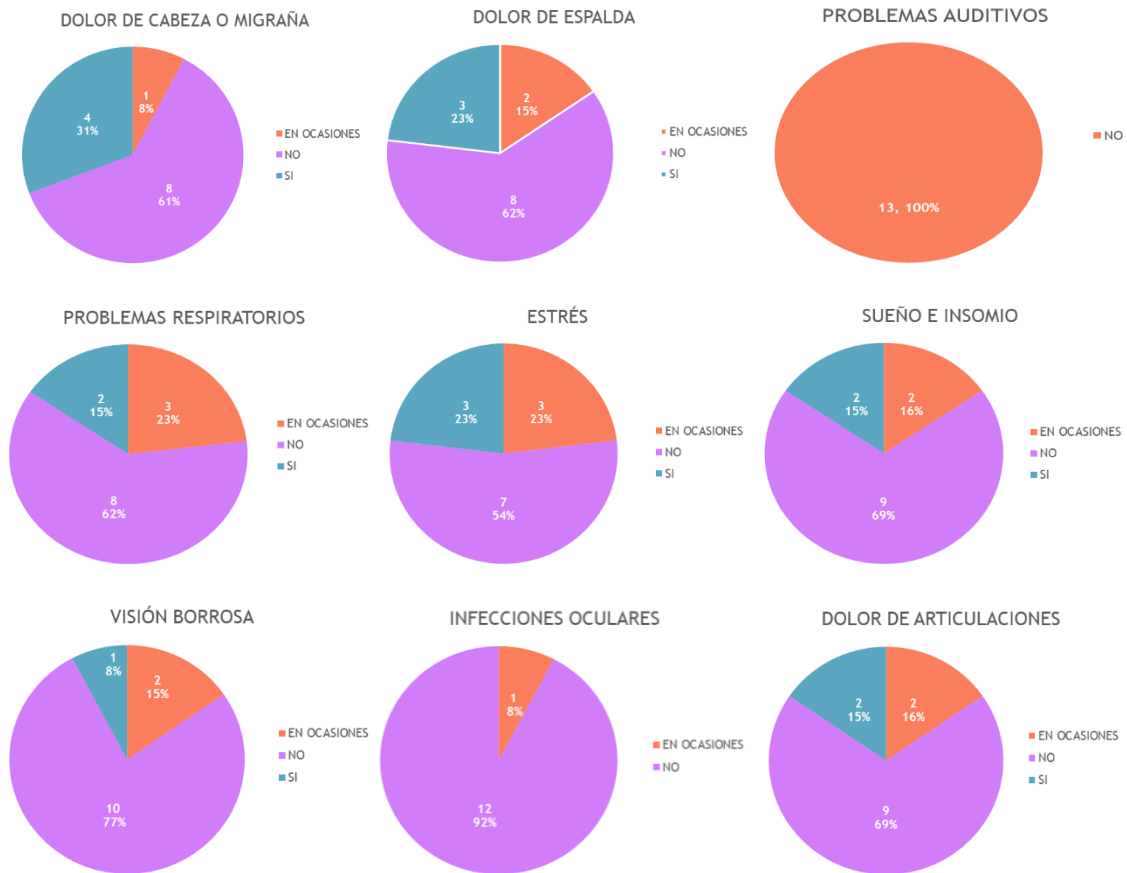 DOLOR DE CABEZA O MIGRAÑA
1
8%
4
31%
8
61%
EN OCASIONES
NO
SI
DOLOR DE ESPALDA
2
15%
3
23%
8
62%
EN OCASIONES
NO
SI
PROBLEMAS AUDITIVOS
13, 100%
NO
PROBLEMAS RESPIRATORIOS
2
15%
3
23%
8
62%
EN OCASIONES
NO
SI
ESTRÉS
3
23%
3
23%
7
54%
EN OCASIONES
NO
SI
SUEÑO E INSOMIO
2
15%
2
16%
9
69%
EN OCASIONES
NO
SI
VISIÓN BORROSA
1
8%
2
15%
10
77%
EN OCASIONES
NO
SI
INFECCIONES OCULARES
1
8%
12
92%
EN OCASIONES
NO
DOLOR DE ARTICULACIONES
2
15%
2
16%
9
69%
EN OCASIONES
NO
SI